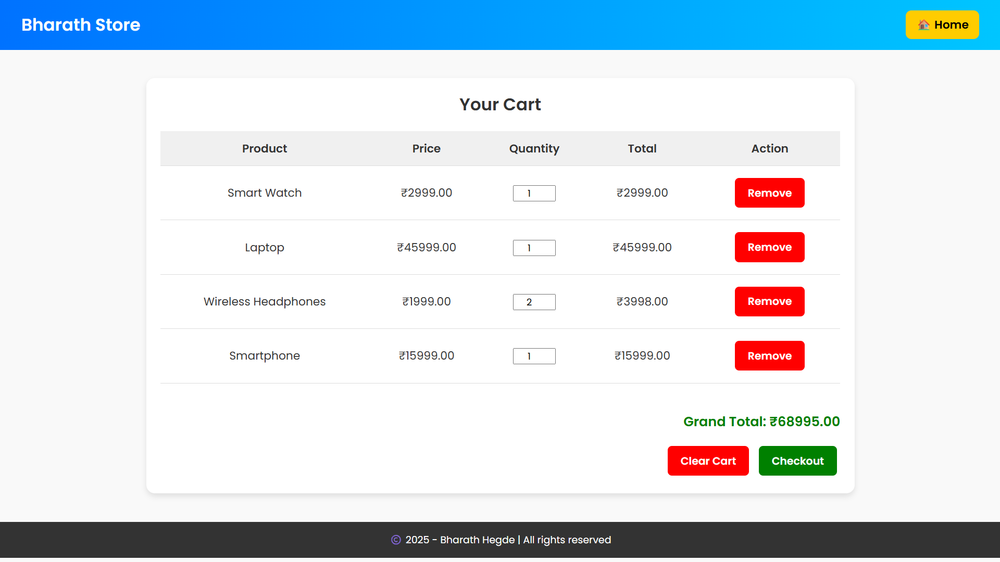 Bharath Store
🏠 Home
Your Cart
Product Price Quantity Total Action
Smart Watch ₹2999.00 1 ₹2999.00 Remove
Laptop ₹45999.00 1 ₹45999.00 Remove
Wireless Headphones ₹1999.00 2 ₹3998.00 Remove
Smartphone ₹15999.00 1 ₹15999.00 Remove
Grand Total: ₹68995.00
Clear Cart Checkout
© 2025 - Bharath Hegde | All rights reserved